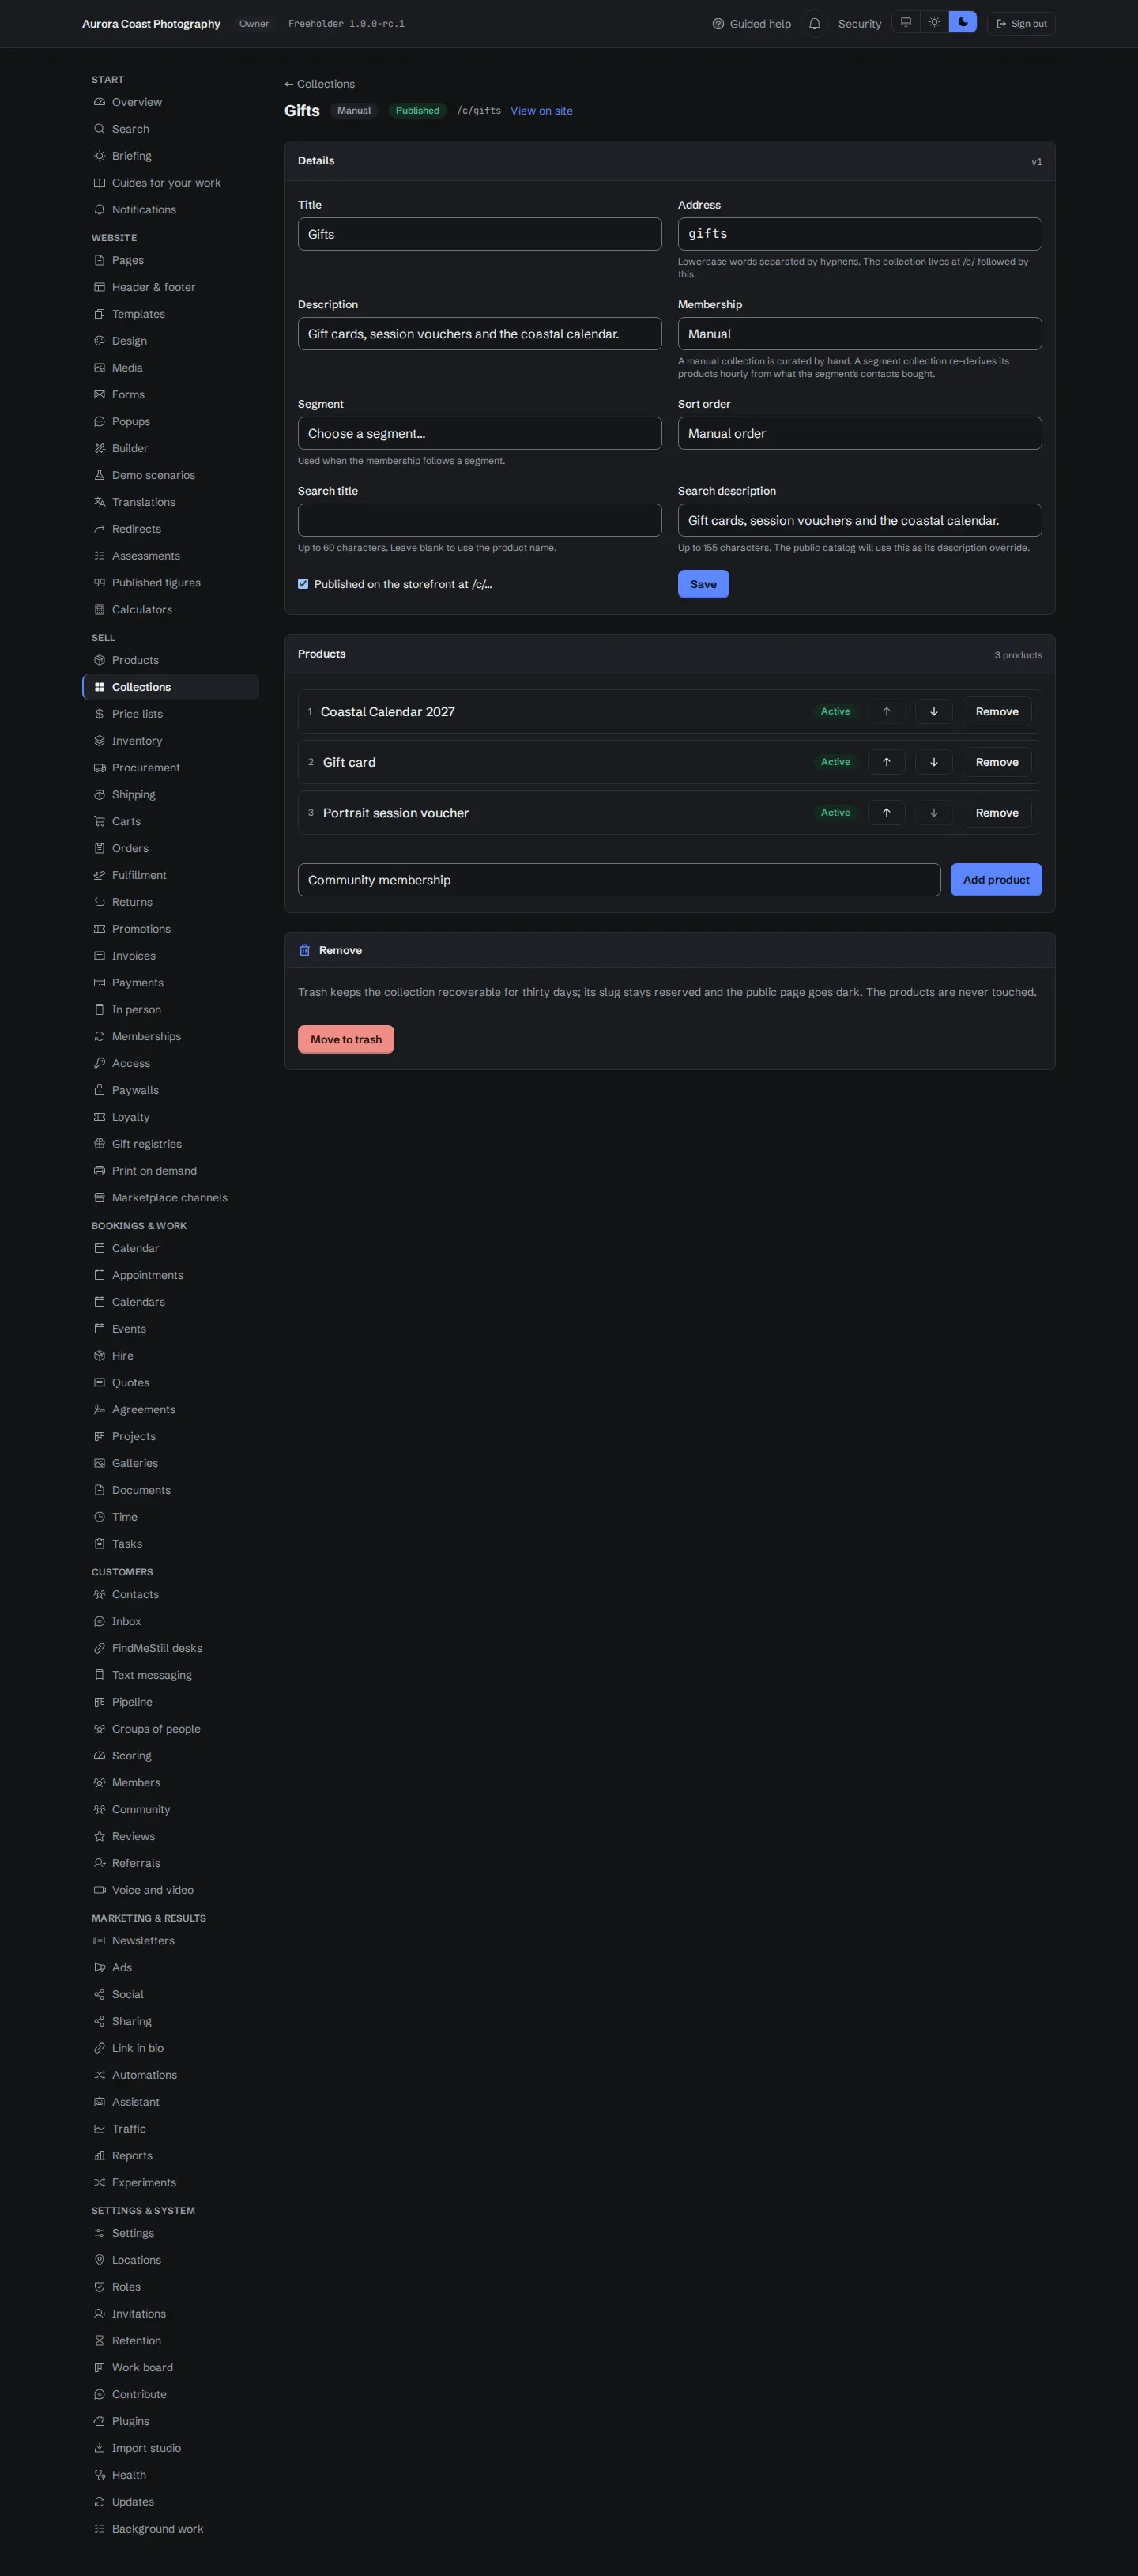 Aurora Coast Photography
Owner
Freeholder 1.0.0-rc.1
Guided help
Security
Sign out
START
Overview
Search
Briefing
Guides for your work
Notifications
WEBSITE
Pages
Header & footer
Templates
Design
Media
Forms
Popups
Builder
Demo scenarios
Translations
Redirects
Assessments
Published figures
Calculators
SELL
Products
Collections
Price lists
Inventory
Procurement
Shipping
Carts
Orders
Fulfillment
Returns
Promotions
Invoices
Payments
In person
Memberships
Access
Paywalls
Loyalty
Gift registries
Print on demand
Marketplace channels
BOOKINGS & WORK
Calendar
Appointments
Calendars
Events
Hire
Quotes
Agreements
Projects
Galleries
Documents
Time
Tasks
CUSTOMERS
Contacts
Inbox
FindMeStill desks
Text messaging
Pipeline
Groups of people
Scoring
Members
Community
Reviews
Referrals
Voice and video
MARKETING & RESULTS
Newsletters
Ads
Social
Sharing
Link in bio
Automations
Assistant
Traffic
Reports
Experiments
SETTINGS & SYSTEM
Settings
Locations
Roles
Invitations
Retention
Work board
Contribute
Plugins
Import studio
Health
Updates
Background work
← Collections
Gifts Manual Published /c/gifts View on site
Details v1
Title
Gifts
Address
gifts
Lowercase words separated by hyphens. The collection lives at /c/ followed by
this.
Description
Gift cards, session vouchers and the coastal calendar.
Membership
Manual
A manual collection is curated by hand. A segment collection re-derives its
products hourly from what the segment's contacts bought.
Segment
Choose a segment...
Used when the membership follows a segment.
Sort order
Manual order
Search title
Up to 60 characters. Leave blank to use the product name.
Search description
Gift cards, session vouchers and the coastal calendar.
Up to 155 characters. The public catalog will use this as its description override.
Published on the storefront at /c/...
Save
Products 3 products
1 Coastal Calendar 2027 Active ↑ ↓ Remove
2 Gift card Active ↑ ↓ Remove
3 Portrait session voucher Active ↑ ↓ Remove
Community membership Add product
Remove
Trash keeps the collection recoverable for thirty days; its slug stays reserved and the public page goes dark. The products are never touched.
Move to trash